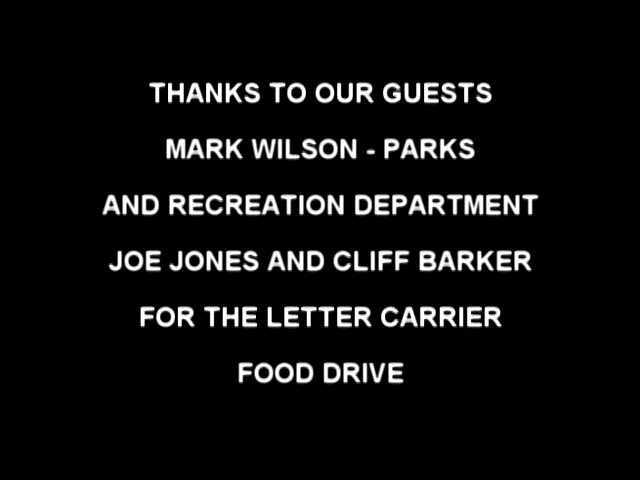 THANKS TO OUR GUESTS
MARK WILSON - PARKS
AND RECREATION DEPARTMENT
JOE JONES AND CLIFF BARKER
FOR THE LETTER CARRIER
FOOD DRIVE